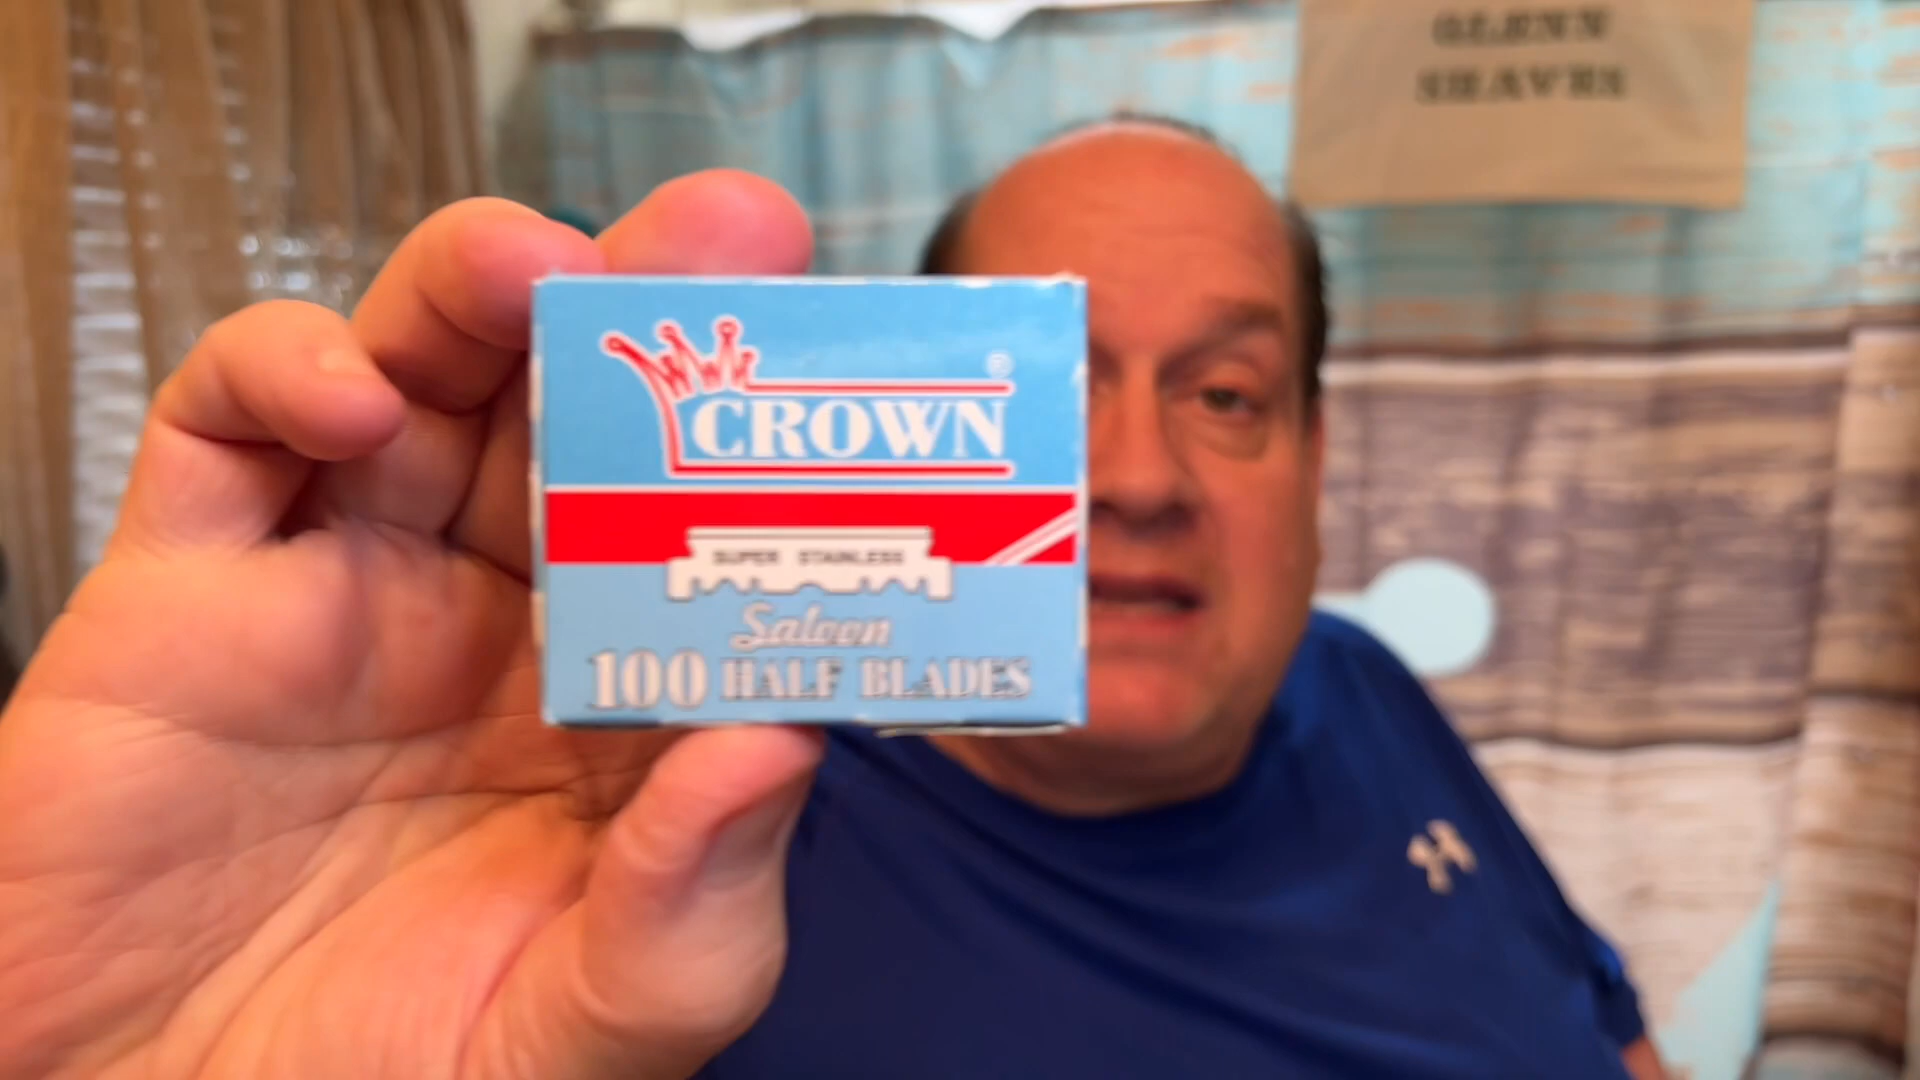 GLENN
SHAVES
CROWN
®
SUPER STAINLESS
Saloon
100 HALF BLADES